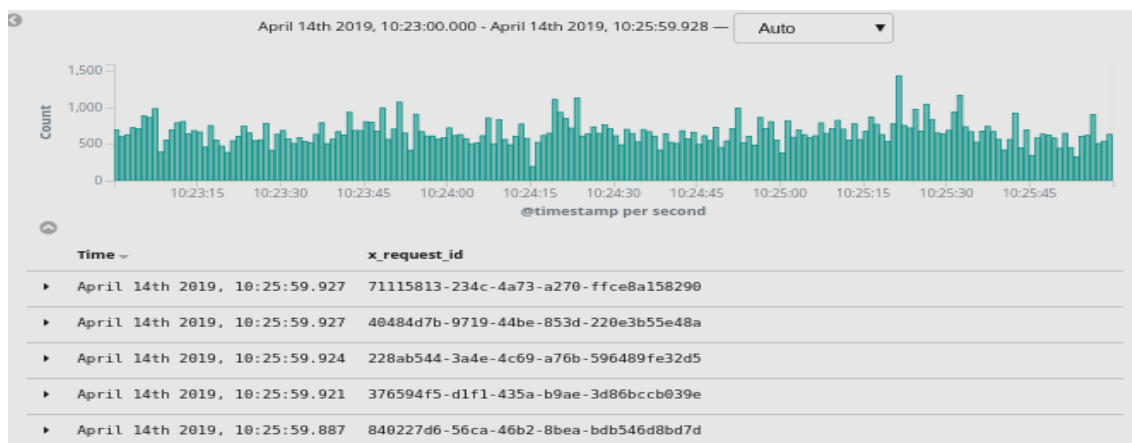 April 14th 2019, 10:23:00.000 - April 14th 2019, 10:25:59.928 — Auto
1,500
1,000
500
0
Count
10:23:15 10:23:30 10:23:45 10:24:00 10:24:15 10:24:30 10:24:45 10:25:00 10:25:15 10:25:30 10:25:45
@timestamp per second
Time x_request_id
April 14th 2019, 10:25:59.927 71115813-234c-4a73-a270-ffce8a158290
April 14th 2019, 10:25:59.927 40484d7b-9719-44be-853d-220e3b55e48a
April 14th 2019, 10:25:59.924 228ab544-3a4e-4c69-a76b-596489fe32d5
April 14th 2019, 10:25:59.921 376594f5-d1f1-435a-b9ae-3d86bccb039e
April 14th 2019, 10:25:59.887 840227d6-56ca-46b2-8bea-bdb546d8bd7d